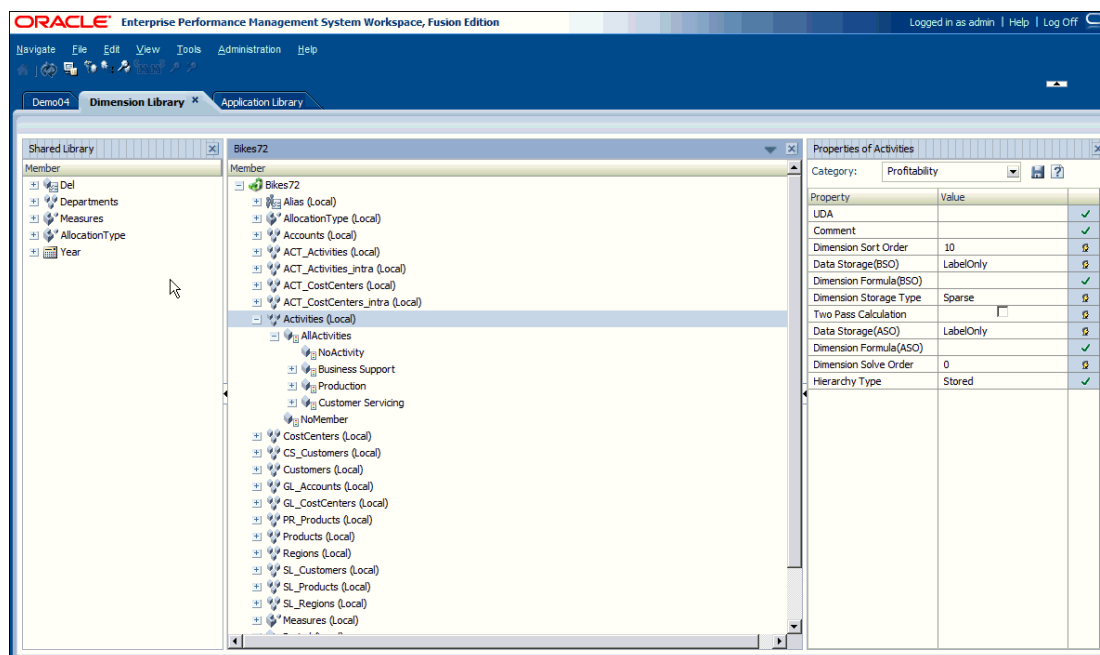 ORACLE Enterprise Performance Management System Workspace, Fusion Edition
Logged in as admin | Help | Log Off
Navigate File Edit View Tools Administration Help
Demo04 Dimension Library × Application Library
Shared Library
Member
Del
Departments
Measures
AllocationType
Year
Bikes72
Member
Bikes72
Alias (Local)
AllocationType (Local)
Accounts (Local)
ACT_Activities (Local)
ACT_Activities_intra (Local)
ACT_CostCenters (Local)
ACT_CostCenters_intra (Local)
Activities (Local)
AllActivities
NoActivity
Business Support
Production
Customer Servicing
NoMember
CostCenters (Local)
CS_Customers (Local)
Customers (Local)
GL_Accounts (Local)
GL_CostCenters (Local)
PR_Products (Local)
Products (Local)
Regions (Local)
SL_Customers (Local)
SL_Products (Local)
SL_Regions (Local)
Measures (Local)
Properties of Activities
Category: Profitability
Property Value
UDA
Comment
Dimension Sort Order 10
Data Storage(BSO) LabelOnly
Dimension Formula(BSO)
Dimension Storage Type Sparse
Two Pass Calculation
Data Storage(ASO) LabelOnly
Dimension Formula(ASO)
Dimension Solve Order 0
Hierarchy Type Stored